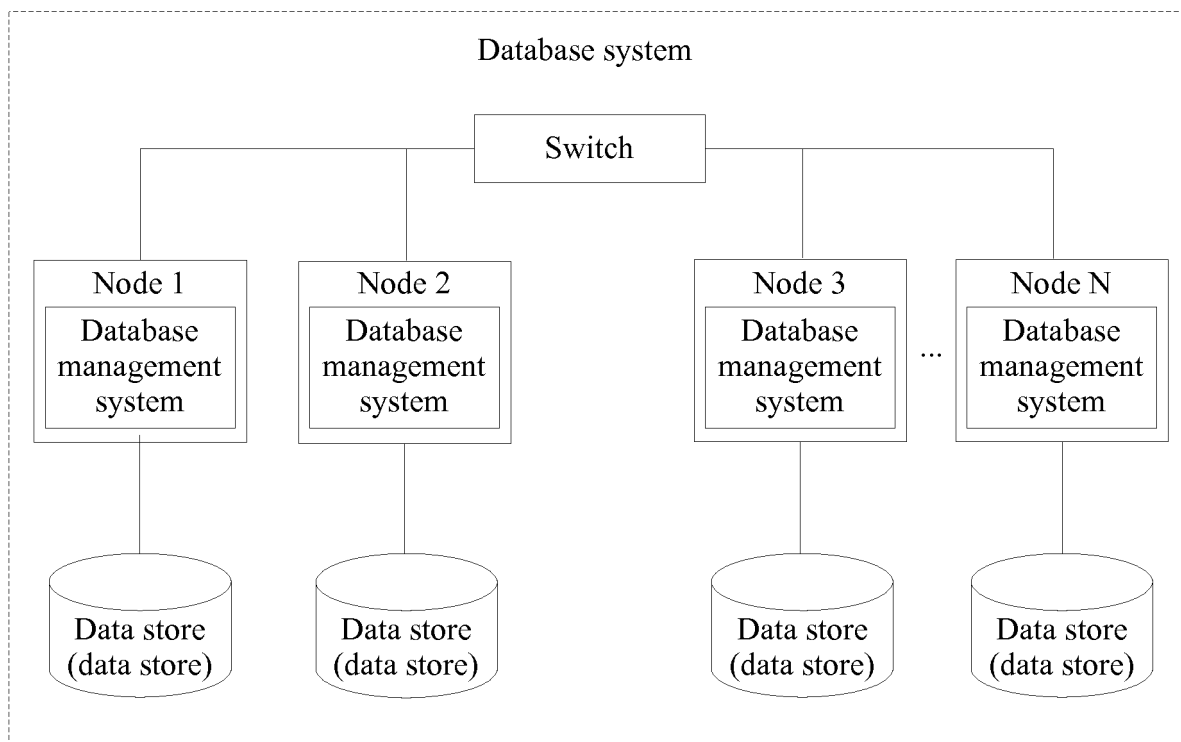 Database system
Switch
Node 1
Database
management
system
Node 2
Database
management
system
Node 3
Database
management
system
...
Node N
Database
management
system
Data store
(data store)
Data store
(data store)
Data store
(data store)
Data store
(data store)